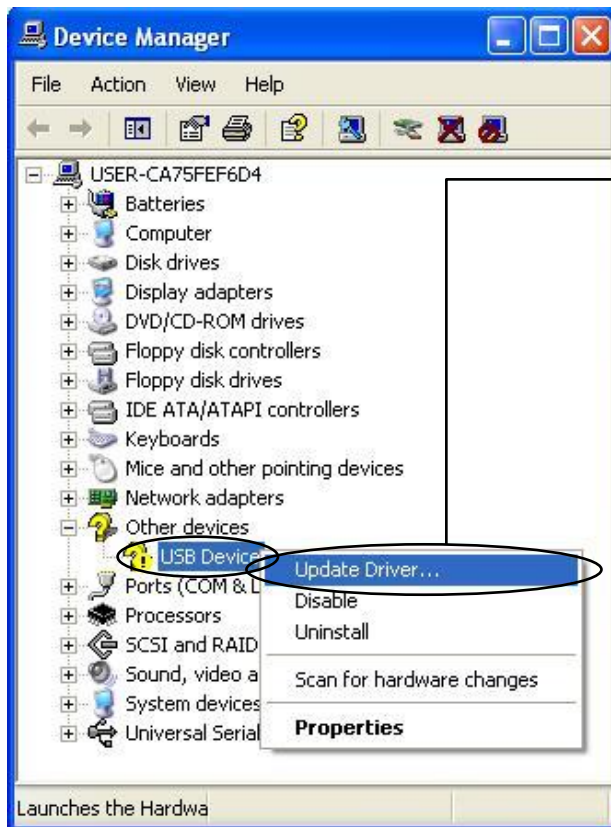 Device Manager
File Action View Help
USER-CA75FEF6D4
Batteries
Computer
Disk drives
Display adapters
DVD/CD-ROM drives
Floppy disk controllers
Floppy disk drives
IDE ATA/ATAPI controllers
Keyboards
Mice and other pointing devices
Network adapters
Other devices
USB Device
Update Driver...
Ports (COM & L
Disable
Processors
Uninstall
SCSI and RAID
Sound, video a
Scan for hardware changes
System devices
Properties
Universal Serial
Launches the Hardwa